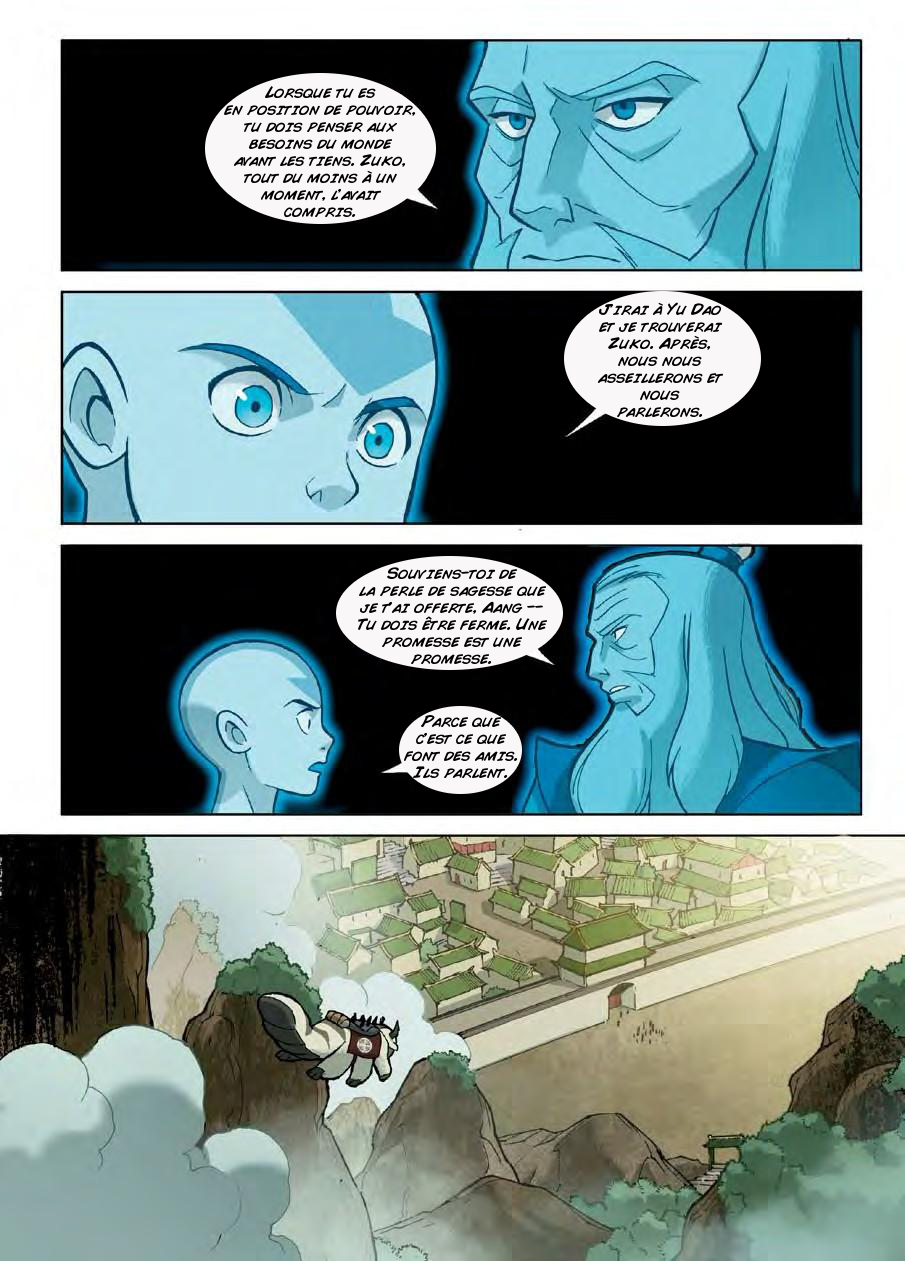 LORSQUE TU ES
EN POSITION DE POUVOIR,
TU DOIS PENSER AUX
BESOINS DU MONDE
AVANT LES TIENS. ZUKO,
TOUT DU MOINS À UN
MOMENT, L'AVAIT
COMPRIS.
J'IRAI À YU DAO
ET JE TROUVERAI
ZUKO. APRÈS,
NOUS NOUS
ASSEILLERONS ET
NOUS
PARLERONS.
SOUVIENS-TOI DE
LA PERLE DE SAGESSE QUE
JE T'AI OFFERTE, AANG --
TU DOIS ÊTRE FERME. UNE
PROMESSE EST UNE
PROMESSE.
PARCE QUE
C'EST CE QUE
FONT DES AMIS.
ILS PARLENT.